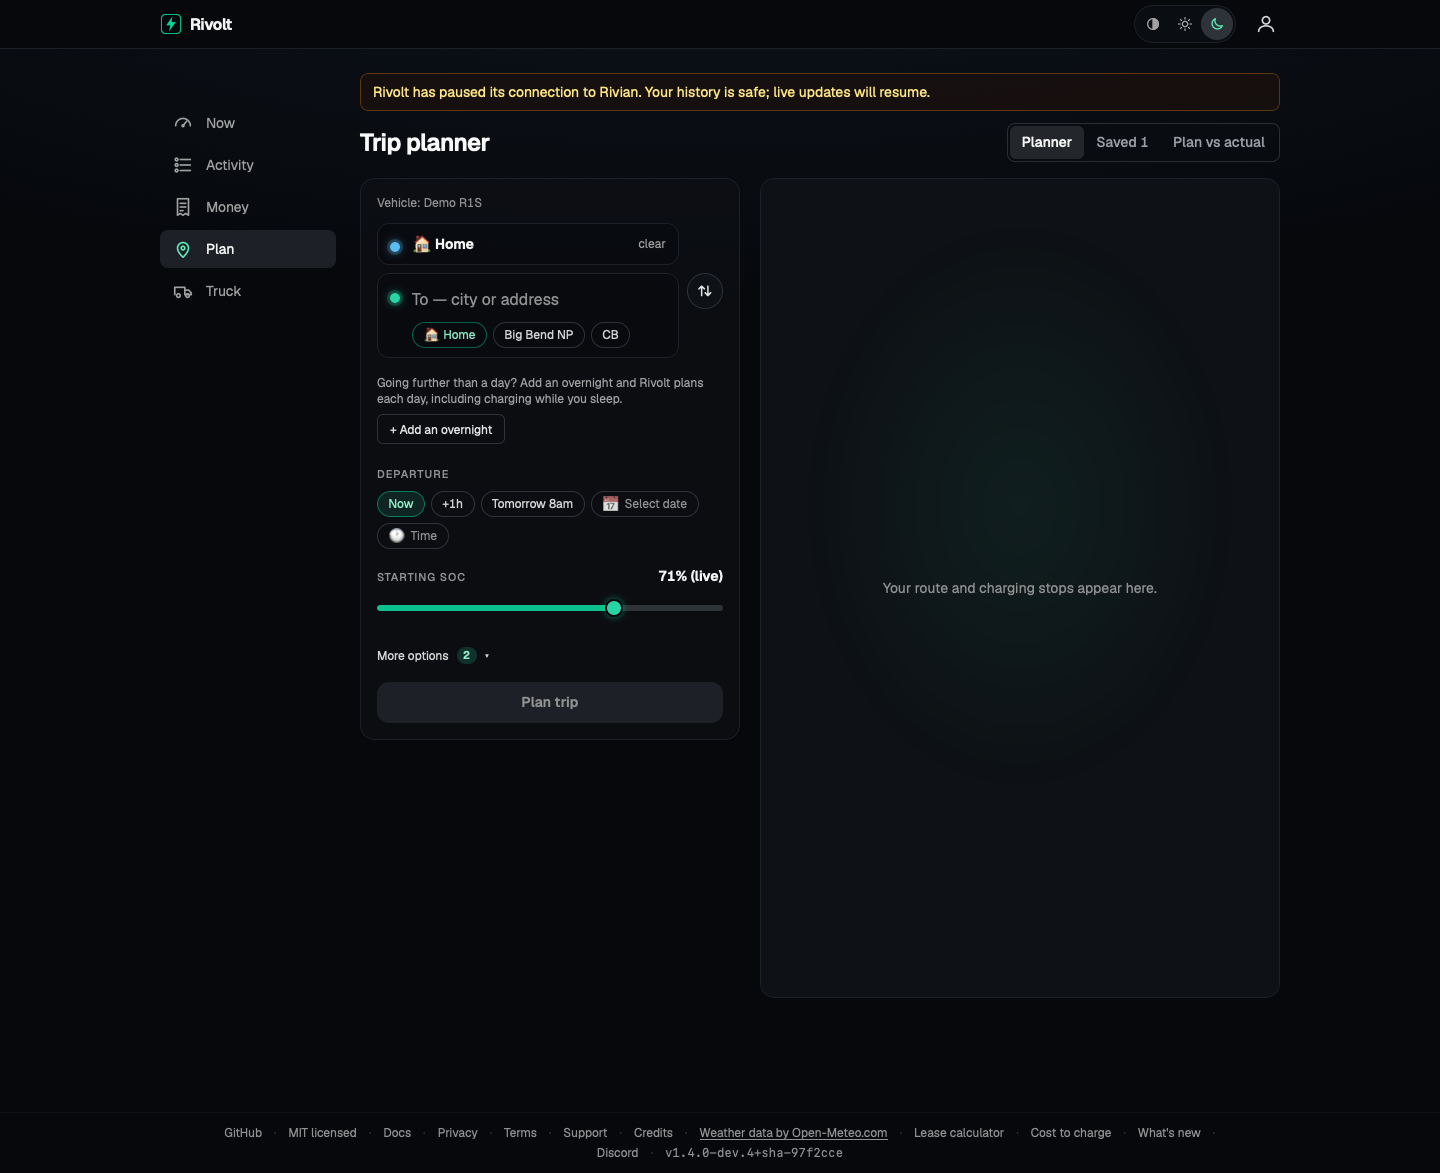 Rivolt
Rivolt has paused its connection to Rivian. Your history is safe; live updates will resume.
Now
Activity
Money
Plan
Truck
Trip planner
Planner
Saved 1
Plan vs actual
Vehicle: Demo R1S
Home
clear
To — city or address
Home
Big Bend NP
CB
Going further than a day? Add an overnight and Rivolt plans
each day, including charging while you sleep.
+ Add an overnight
DEPARTURE
Now
+1h
Tomorrow 8am
17
Select date
Time
STARTING SOC
71% (live)
More options 2
Plan trip
Your route and charging stops appear here.
GitHub · MIT licensed · Docs · Privacy · Terms · Support · Credits · Weather data by Open-Meteo.com · Lease calculator · Cost to charge · What's new ·
Discord · v1.4.0-dev.4+sha-97f2cce